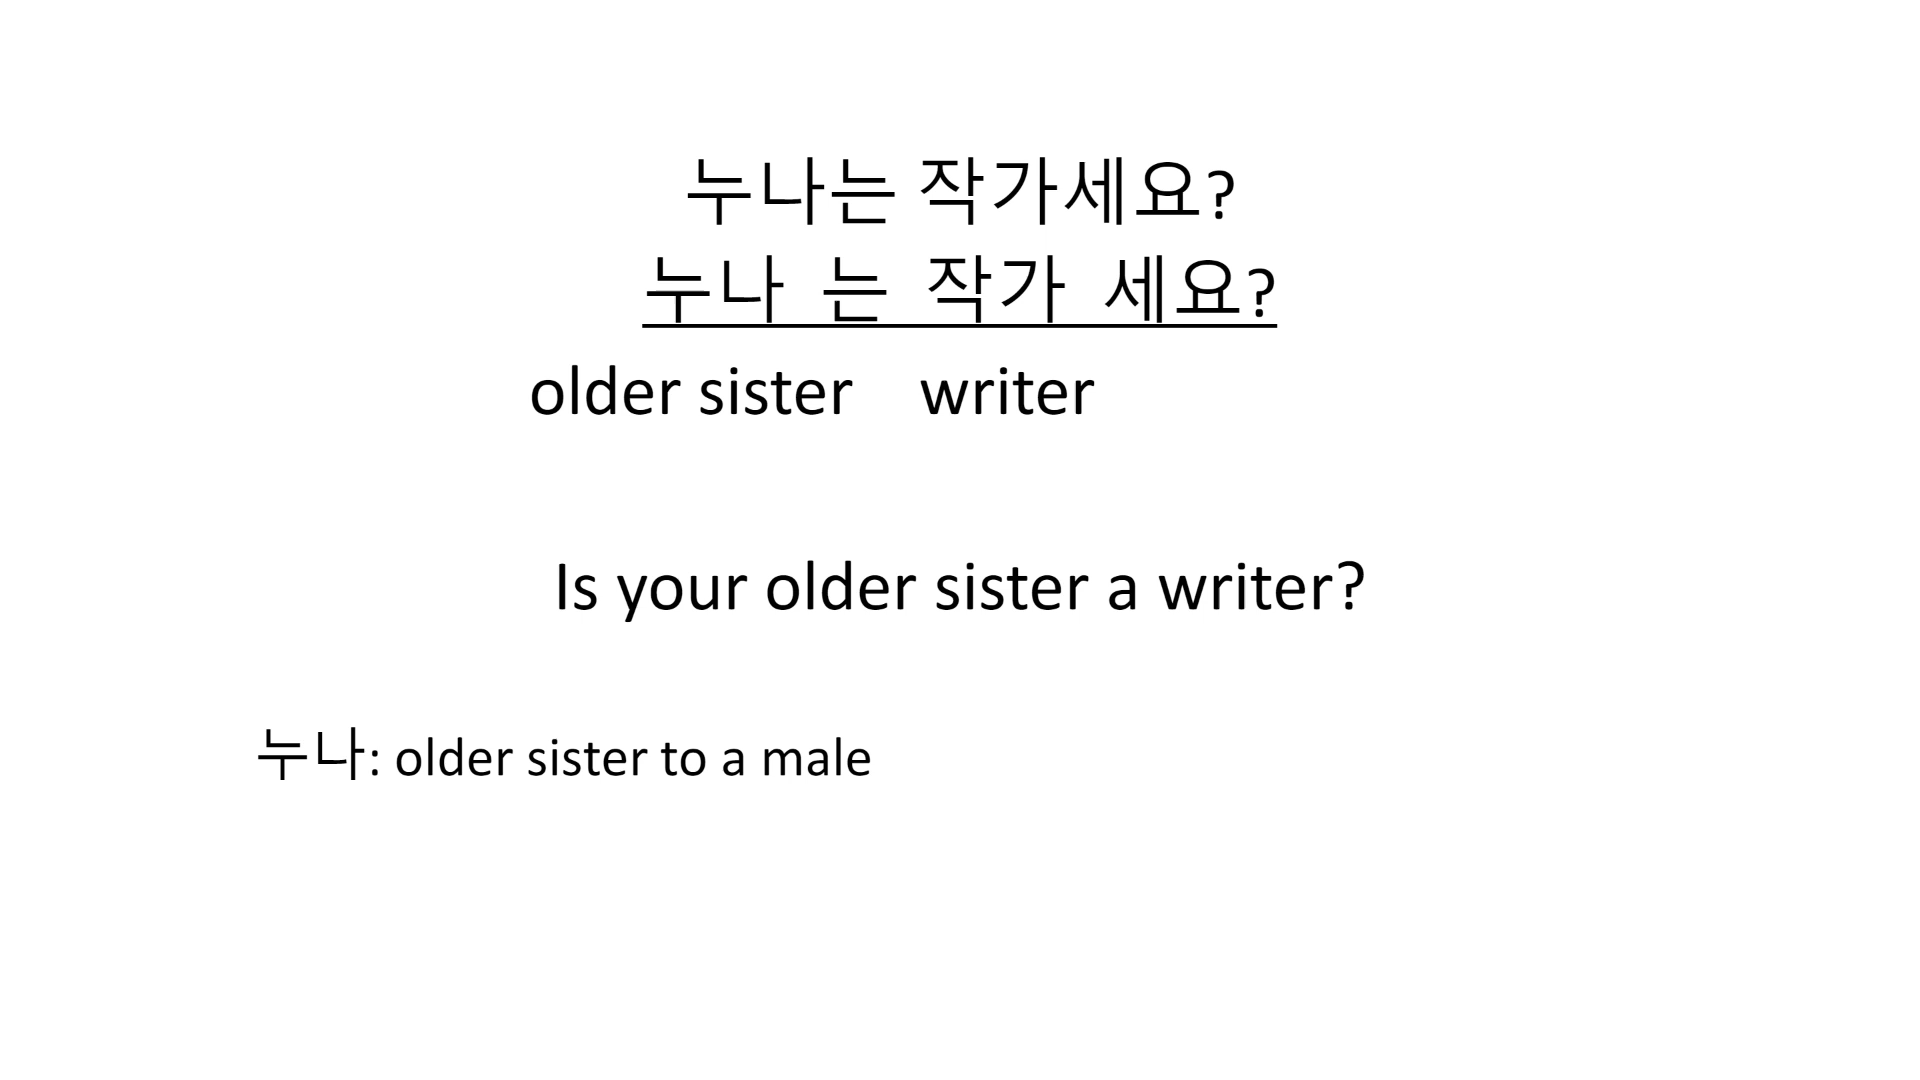 누나는 작가세요?
누나 는 작가 세요?
older sister writer
Is your older sister a writer?
누나: older sister to a male